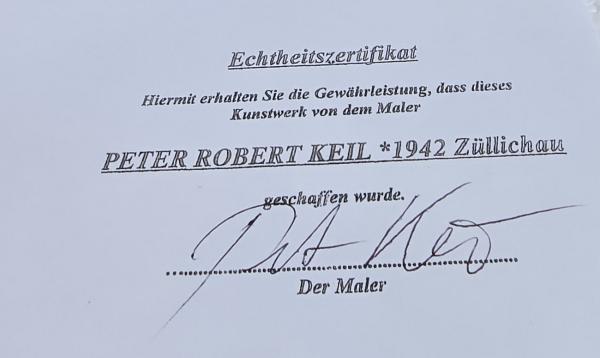 Echtheitszertifikat
Hiermit erhalten Sie die Gewährleistung, dass dieses
Kunstwerk von dem Maler
PETER ROBERT KEIL *1942 Züllichau
geschaffen wurde.
Der Maler